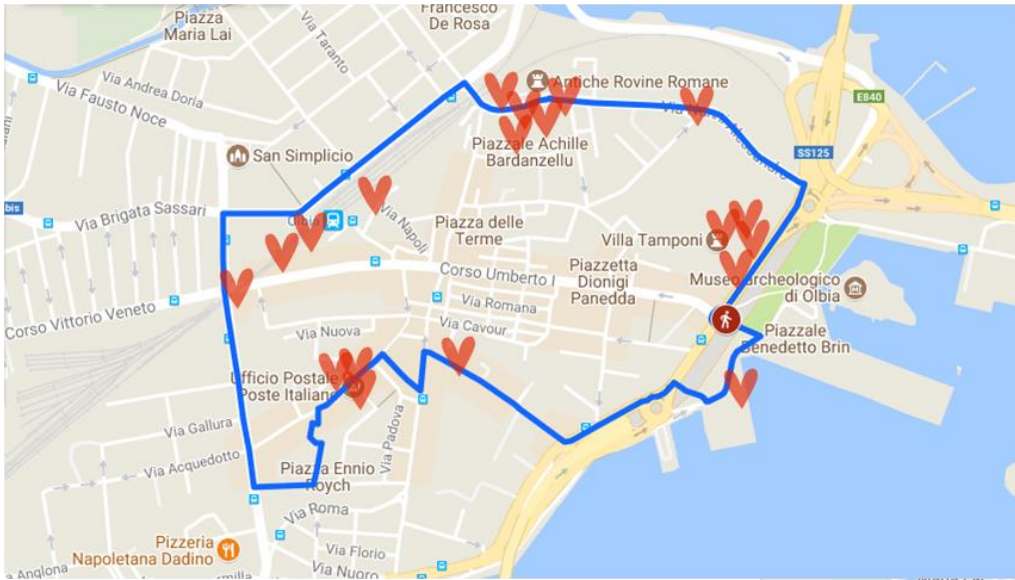 Piazza
Maria Lai
Francesco
De Rosa
Via Taranto
Via Andrea Doria
Via Fausto Noce
Antiche Rovine Romane
E840
SS125
San Simplicio
Piazzale Achille
Bardanzellu
Via Brigata Sassari
Olbia
Via Napoli
Piazza delle
Terme
Villa Tamponi
Corso Umberto I
Piazzetta
Dionigi
Panedda
Museo archeologico
di Olbia
Corso Vittorio Veneto
Via Romana
Via Nuova
Via Cavour
Piazzale
Benedetto Brin
Ufficio Postale
Poste Italiane
Via Gallura
Via Padova
Via Acquedotto
Piazza Ennio
Roych
Via Roma
Pizzeria
Napoletana Dadino
Via Florio
Via Nuoro